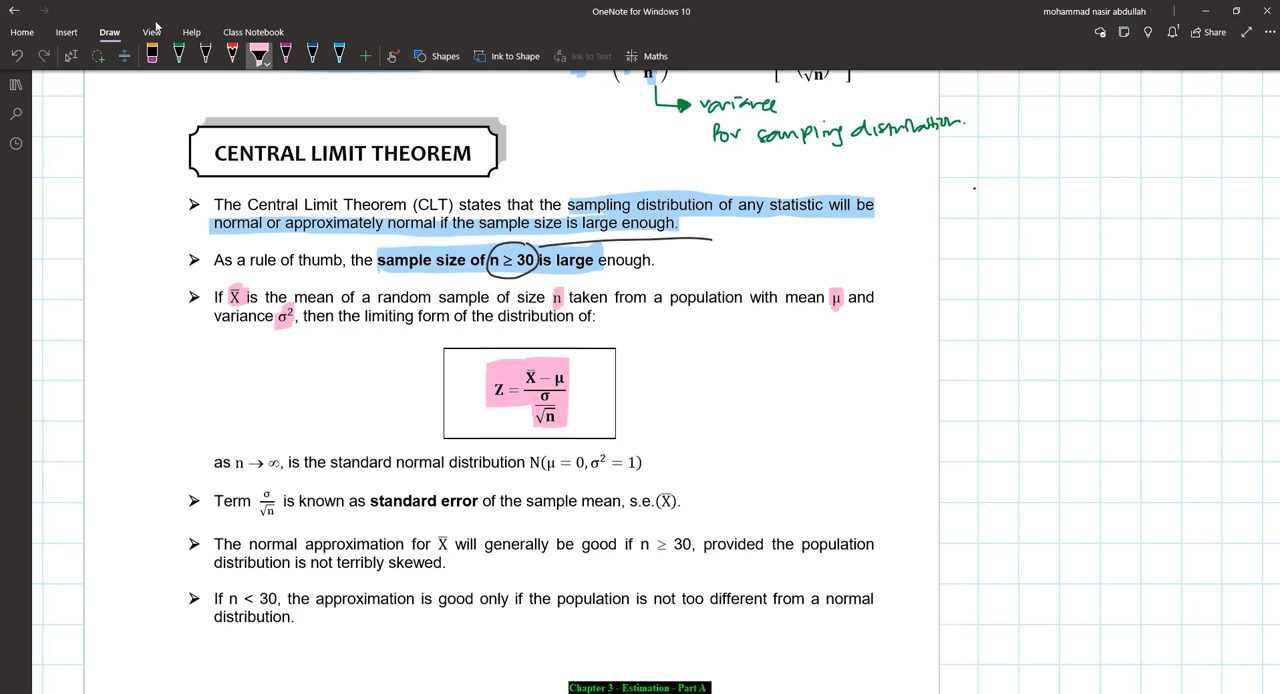 OneNote for Windows 10
mohammad nasir abdullah
Home Insert Draw View Help Class Notebook
Share
Shapes Ink to Shape Ink to Text Maths
n
(√n)
variance
for sampling distribution.
CENTRAL LIMIT THEOREM
➢ The Central Limit Theorem (CLT) states that the sampling distribution of any statistic will be
normal or approximately normal if the sample size is large enough.
➢ As a rule of thumb, the sample size of n ≥ 30 is large enough.
➢ If X̅ is the mean of a random sample of size n taken from a population with mean μ and
variance σ², then the limiting form of the distribution of:
Z = X̅ − μ
σ
√n
as n → ∞, is the standard normal distribution N(μ = 0, σ² = 1)
➢ Term σ/√n is known as standard error of the sample mean, s.e.(X̅).
➢ The normal approximation for X̅ will generally be good if n ≥ 30, provided the population
distribution is not terribly skewed.
➢ If n < 30, the approximation is good only if the population is not too different from a normal
distribution.
Chapter 3 - Estimation - Part A